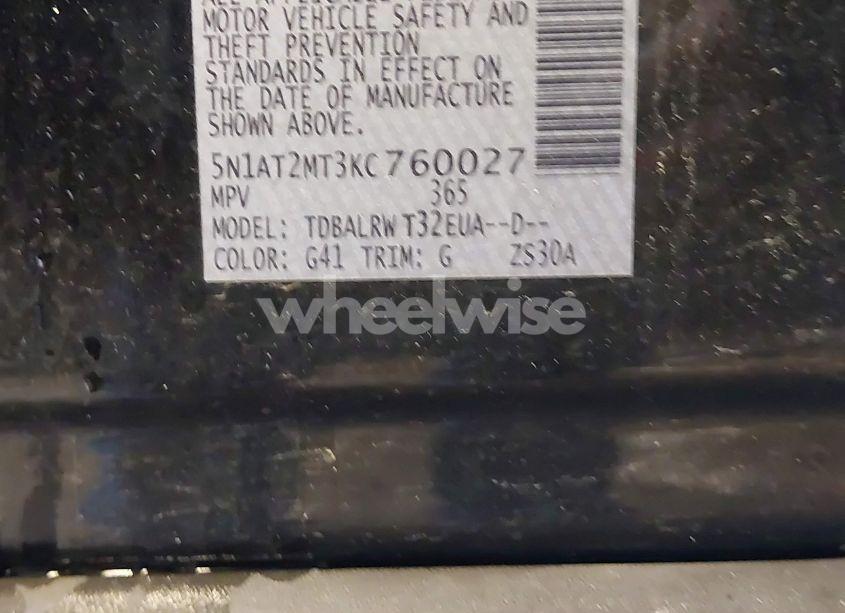 MOTOR VEHICLE SAFETY AND
THEFT PREVENTION
STANDARDS IN EFFECT ON
THE DATE OF MANUFACTURE
SHOWN ABOVE.
5N1AT2MT3KC760027
MPV 365
MODEL: TDBALRW T32EUA--D--
COLOR: G41 TRIM: G ZS30A
wheelwise